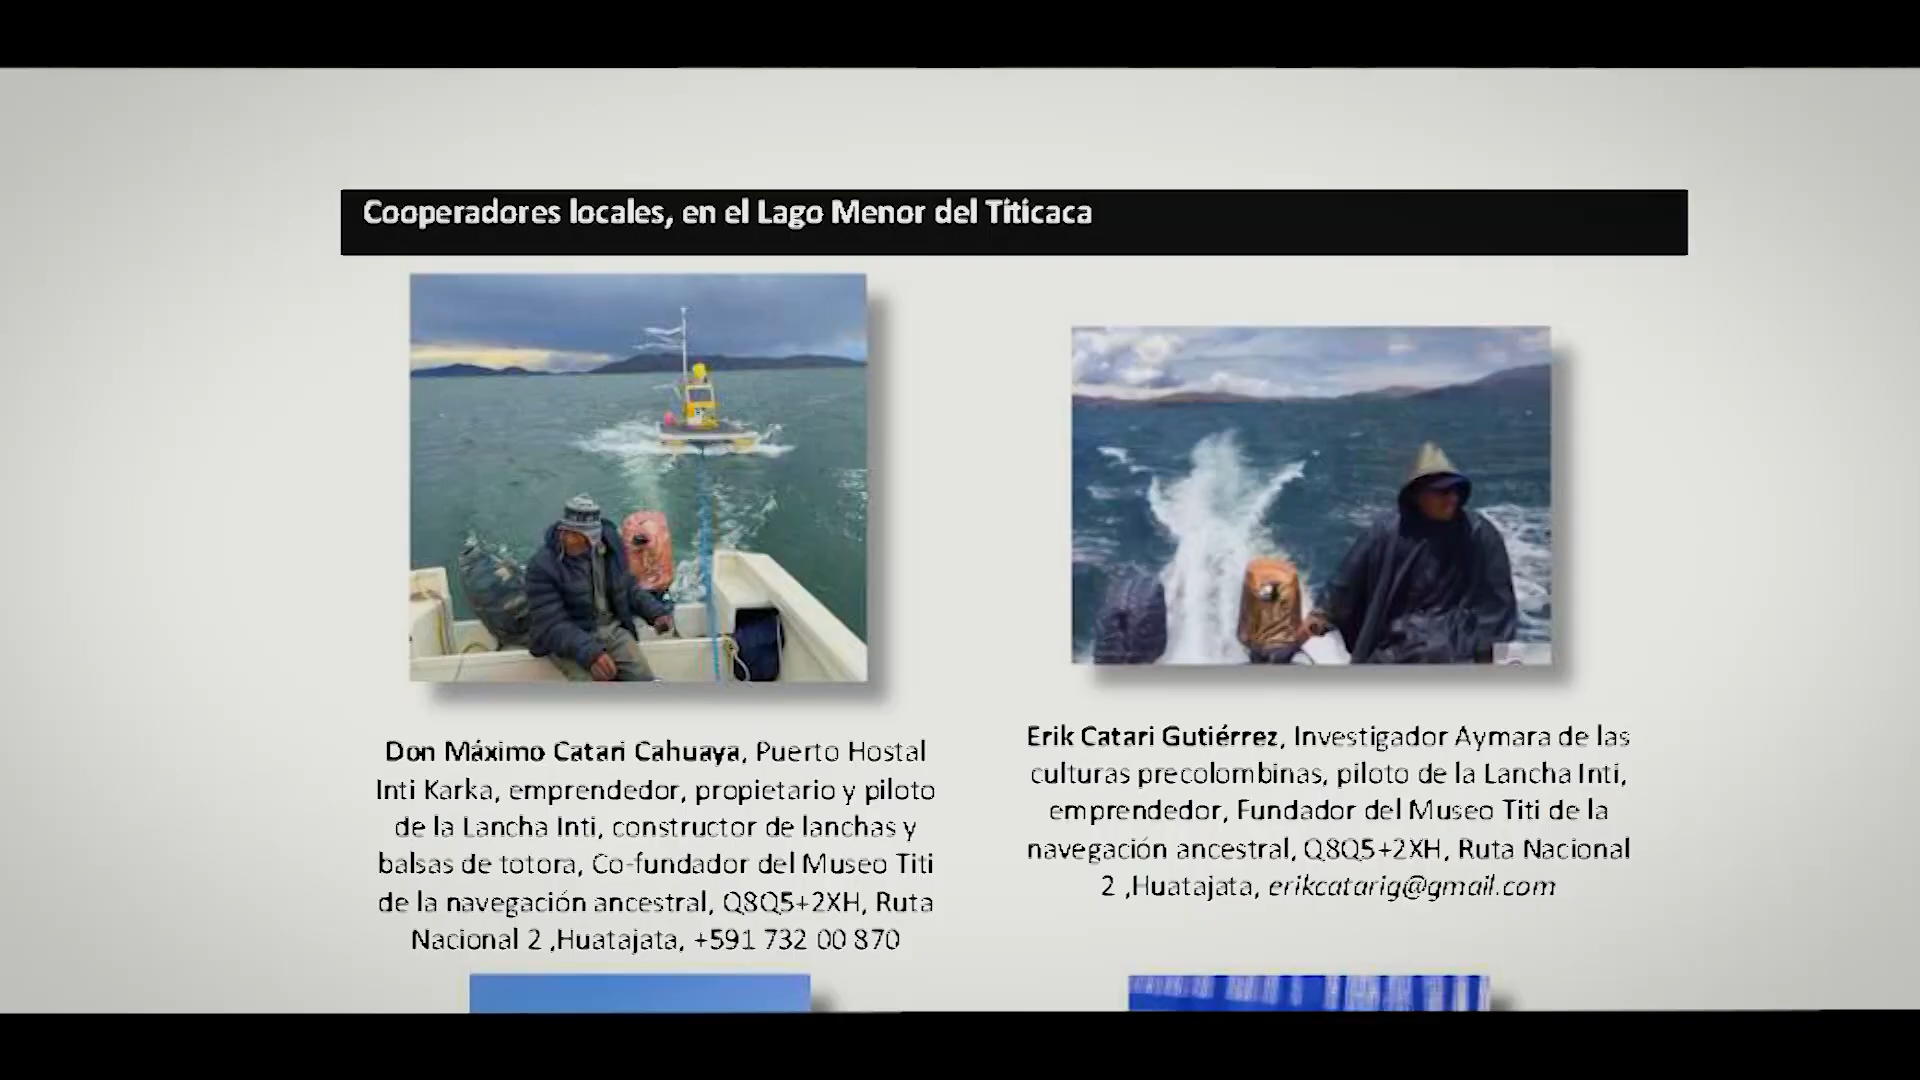 Cooperadores locales, en el Lago Menor del Titicaca
Don Máximo Catari Cahuaya, Puerto Hostal
Inti Karka, emprendedor, propietario y piloto
de la Lancha Inti, constructor de lanchas y
balsas de totora, Co-fundador del Museo Titi
de la navegación ancestral, Q8Q5+2XH, Ruta
Nacional 2 ,Huatajata, +591 732 00 870
Erik Catari Gutiérrez, Investigador Aymara de las
culturas precolombinas, piloto de la Lancha Inti,
emprendedor, Fundador del Museo Titi de la
navegación ancestral, Q8Q5+2XH, Ruta Nacional
2 ,Huatajata, erikcatarig@gmail.com